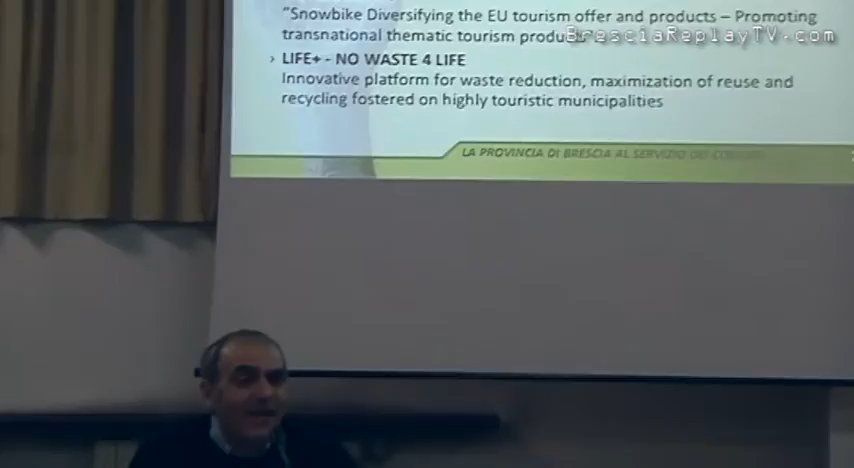 "Snowbike Diversifying the EU tourism offer and products – Promoting
transnational thematic tourism produ
BresciaReplayTV.com
› LIFE+ - NO WASTE 4 LIFE
Innovative platform for waste reduction, maximization of reuse and
recycling fostered on highly touristic municipalities
LA PROVINCIA DI BRESCIA AL SERVIZIO DEI COMUNI